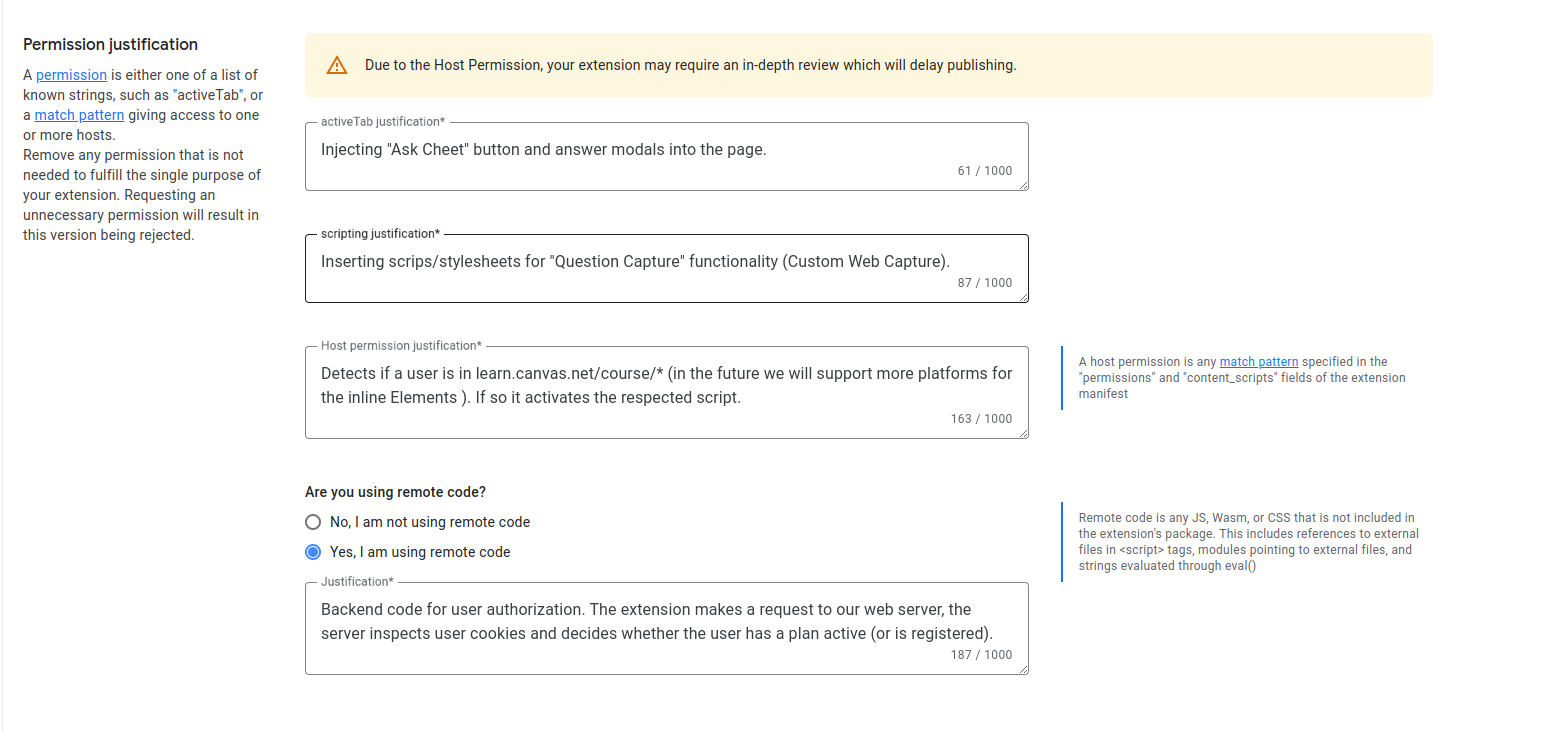 Permission justification
A permission is either one of a list of
known strings, such as "activeTab", or
a match pattern giving access to one
or more hosts.
Remove any permission that is not
needed to fulfill the single purpose of
your extension. Requesting an
unnecessary permission will result in
this version being rejected.
Due to the Host Permission, your extension may require an in-depth review which will delay publishing.
activeTab justification*
Injecting "Ask Cheet" button and answer modals into the page.
61 / 1000
scripting justification*
Inserting scrips/stylesheets for "Question Capture" functionality (Custom Web Capture).
87 / 1000
Host permission justification*
Detects if a user is in learn.canvas.net/course/* (in the future we will support more platforms for
the inline Elements ). If so it activates the respected script.
163 / 1000
A host permission is any match pattern specified in the
"permissions" and "content_scripts" fields of the extension
manifest
Are you using remote code?
No, I am not using remote code
Yes, I am using remote code
Remote code is any JS, Wasm, or CSS that is not included in
the extension's package. This includes references to external
files in <script> tags, modules pointing to external files, and
strings evaluated through eval()
Justification*
Backend code for user authorization. The extension makes a request to our web server, the
server inspects user cookies and decides whether the user has a plan active (or is registered).
187 / 1000